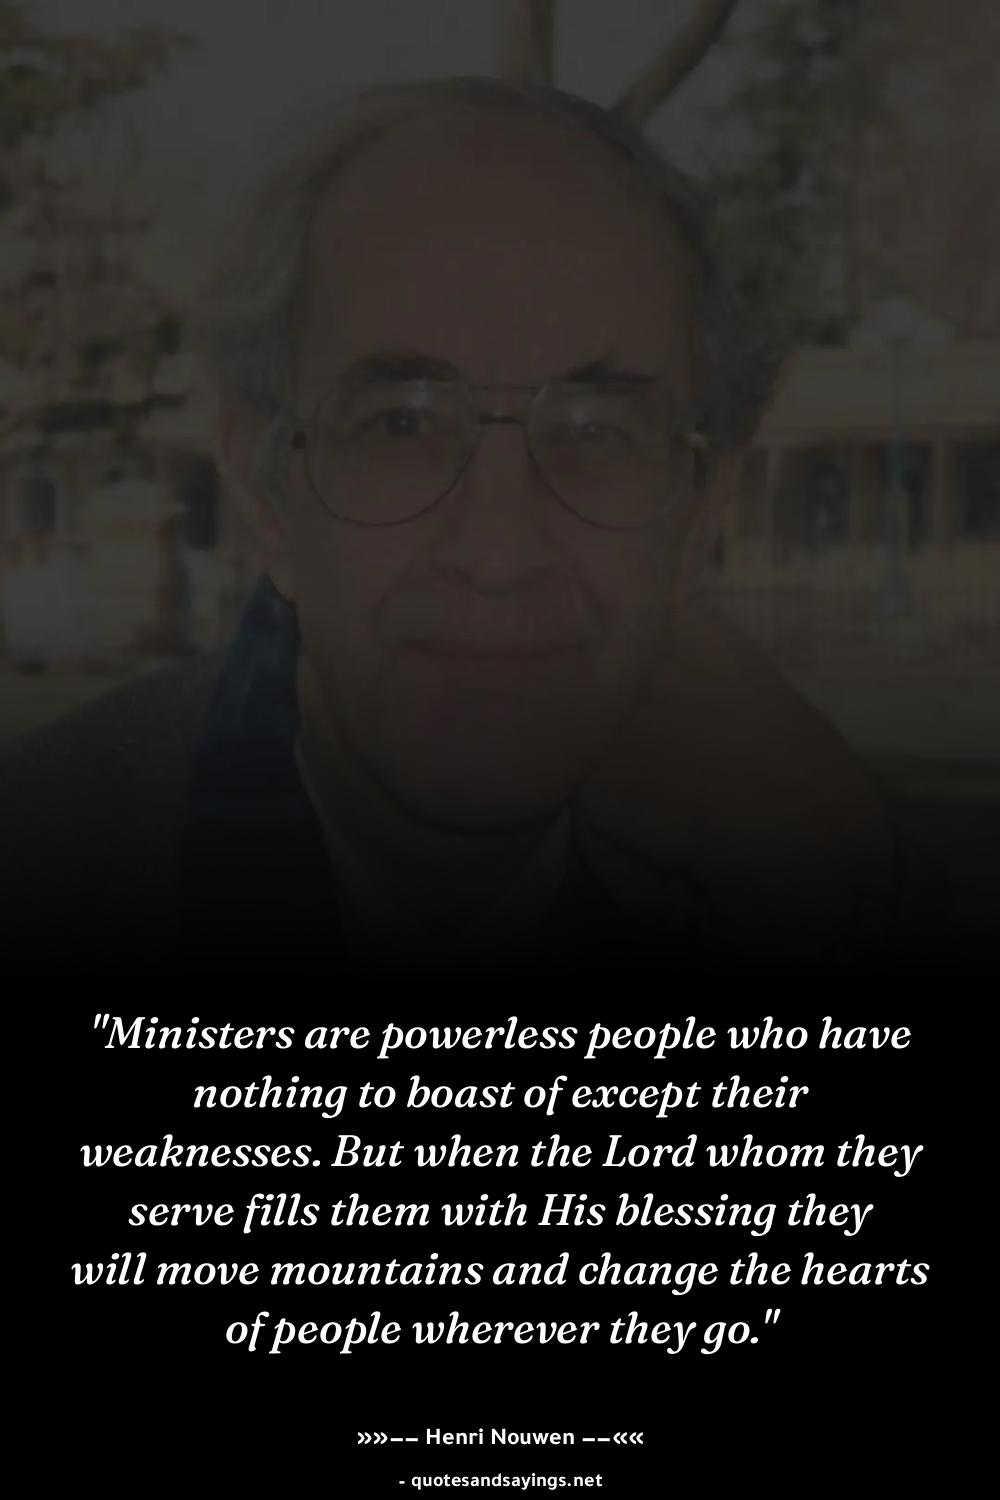 "Ministers are powerless people who have
nothing to boast of except their
weaknesses. But when the Lord whom they
serve fills them with His blessing they
will move mountains and change the hearts
of people wherever they go."
»»−− Henri Nouwen −−««
- quotesandsayings.net